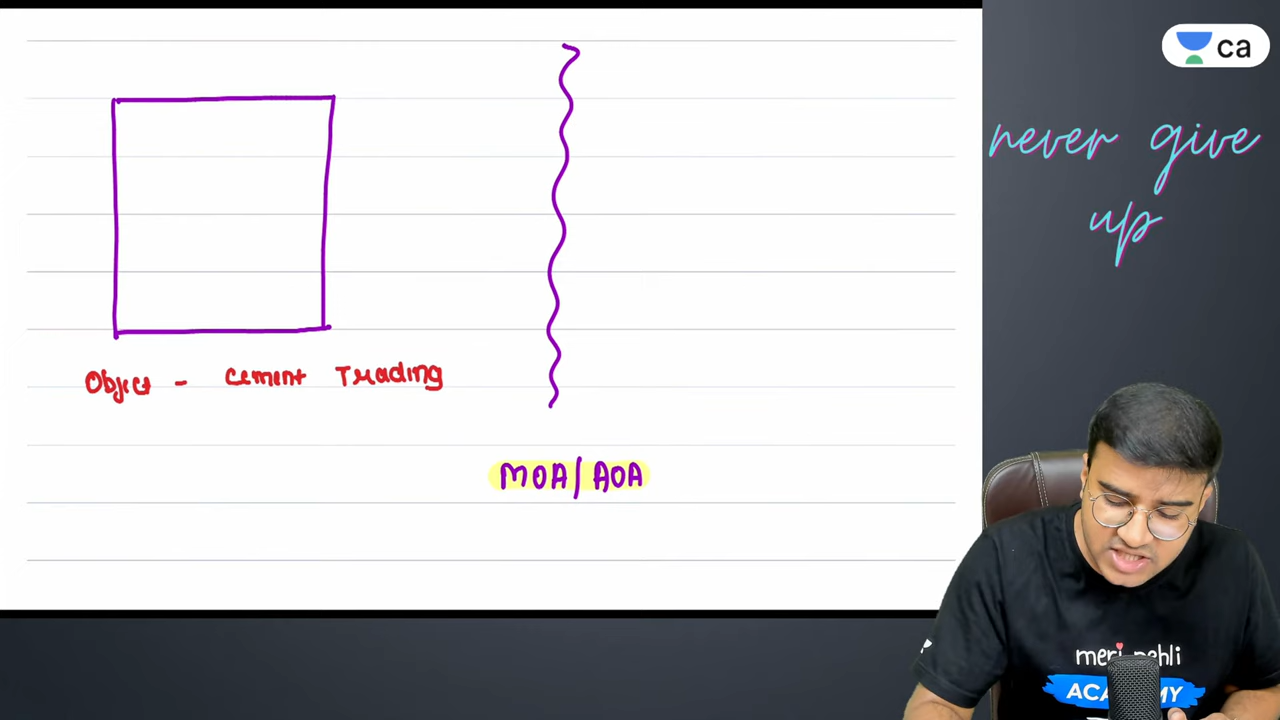 Object - Cement Trading
MOA/AOA
ca
never give
up
meri pehli
ACADEMY